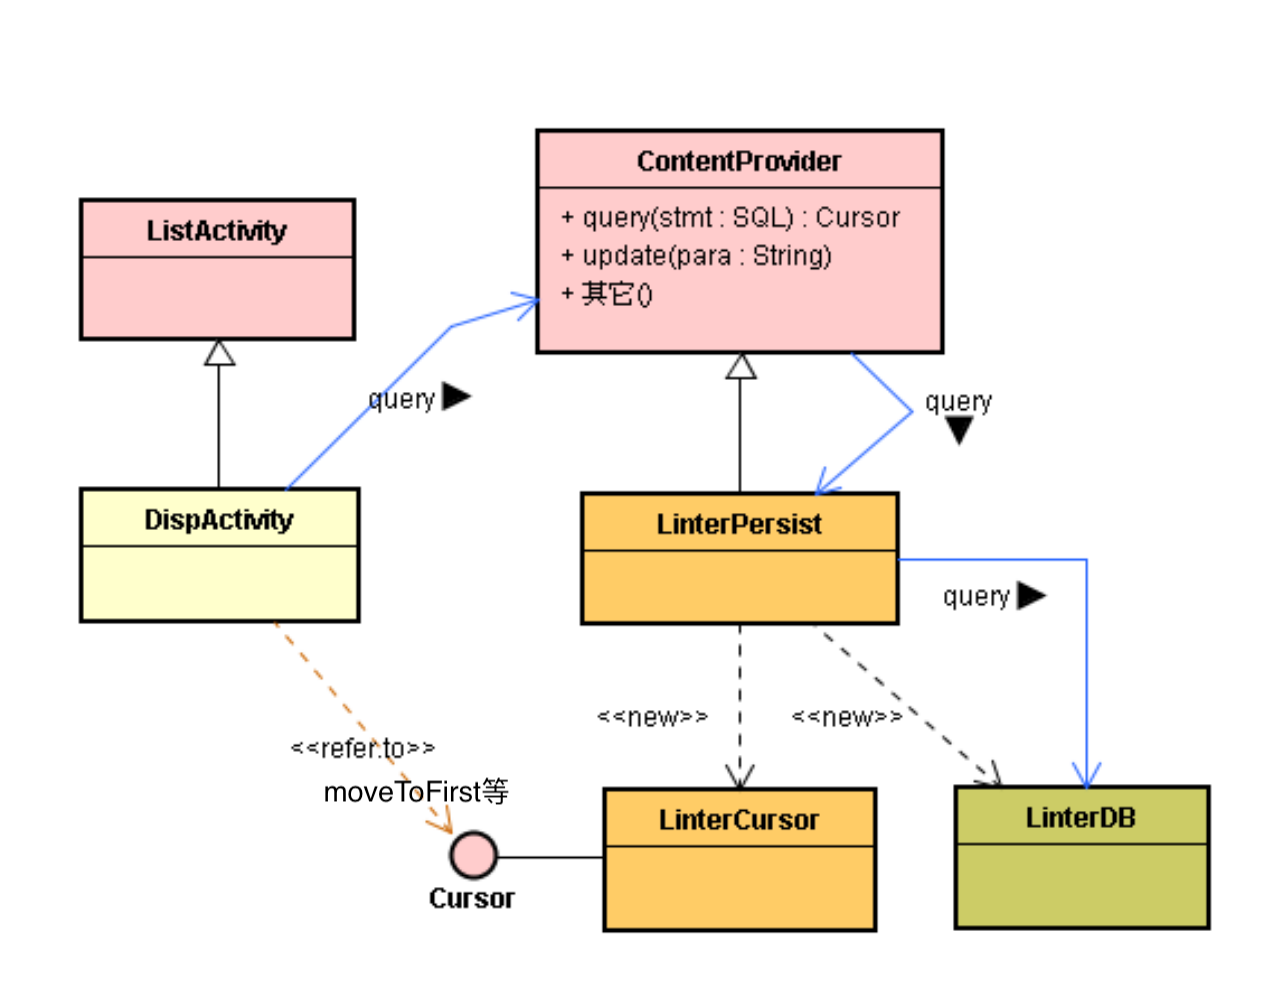 ContentProvider
+ query(stmt : SQL) : Cursor
+ update(para : String)
+ 其它()
ListActivity
query
query
DispActivity
LinterPersist
query
<<new>>
<<new>>
<<refer.to>>
moveToFirst等
LinterCursor
LinterDB
Cursor